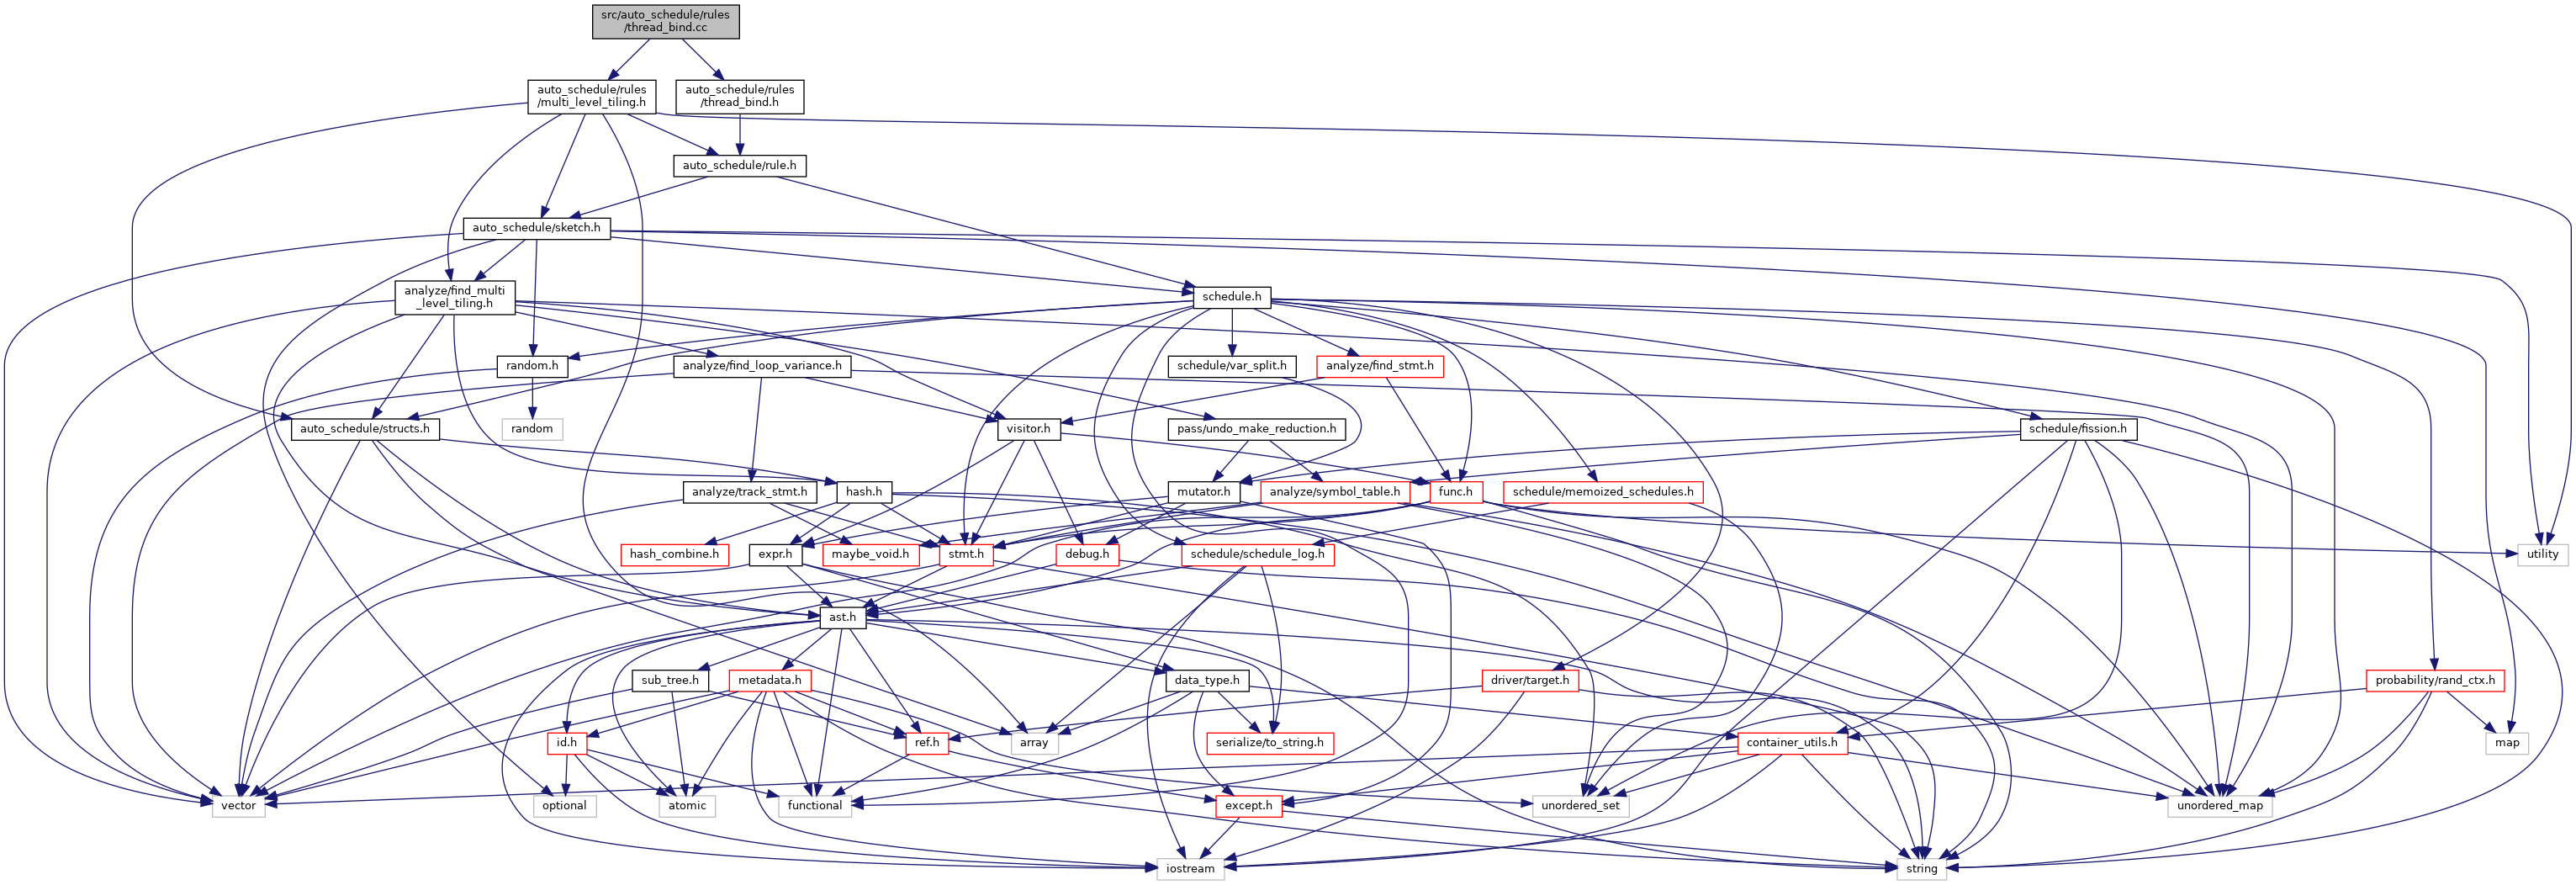 src/auto_schedule/rules
/thread_bind.cc
auto_schedule/rules
/multi_level_tiling.h
auto_schedule/rules
/thread_bind.h
auto_schedule/rule.h
auto_schedule/sketch.h
analyze/find_multi
_level_tiling.h
schedule.h
random.h
analyze/find_loop_variance.h
schedule/var_split.h
analyze/find_stmt.h
random
auto_schedule/structs.h
visitor.h
pass/undo_make_reduction.h
schedule/fission.h
analyze/track_stmt.h
hash.h
mutator.h
analyze/symbol_table.h
func.h
schedule/memoized_schedules.h
hash_combine.h
expr.h
maybe_void.h
stmt.h
debug.h
schedule/schedule_log.h
utility
ast.h
sub_tree.h
metadata.h
data_type.h
driver/target.h
probability/rand_ctx.h
id.h
ref.h
array
serialize/to_string.h
container_utils.h
map
vector
optional
atomic
functional
except.h
unordered_set
unordered_map
iostream
string